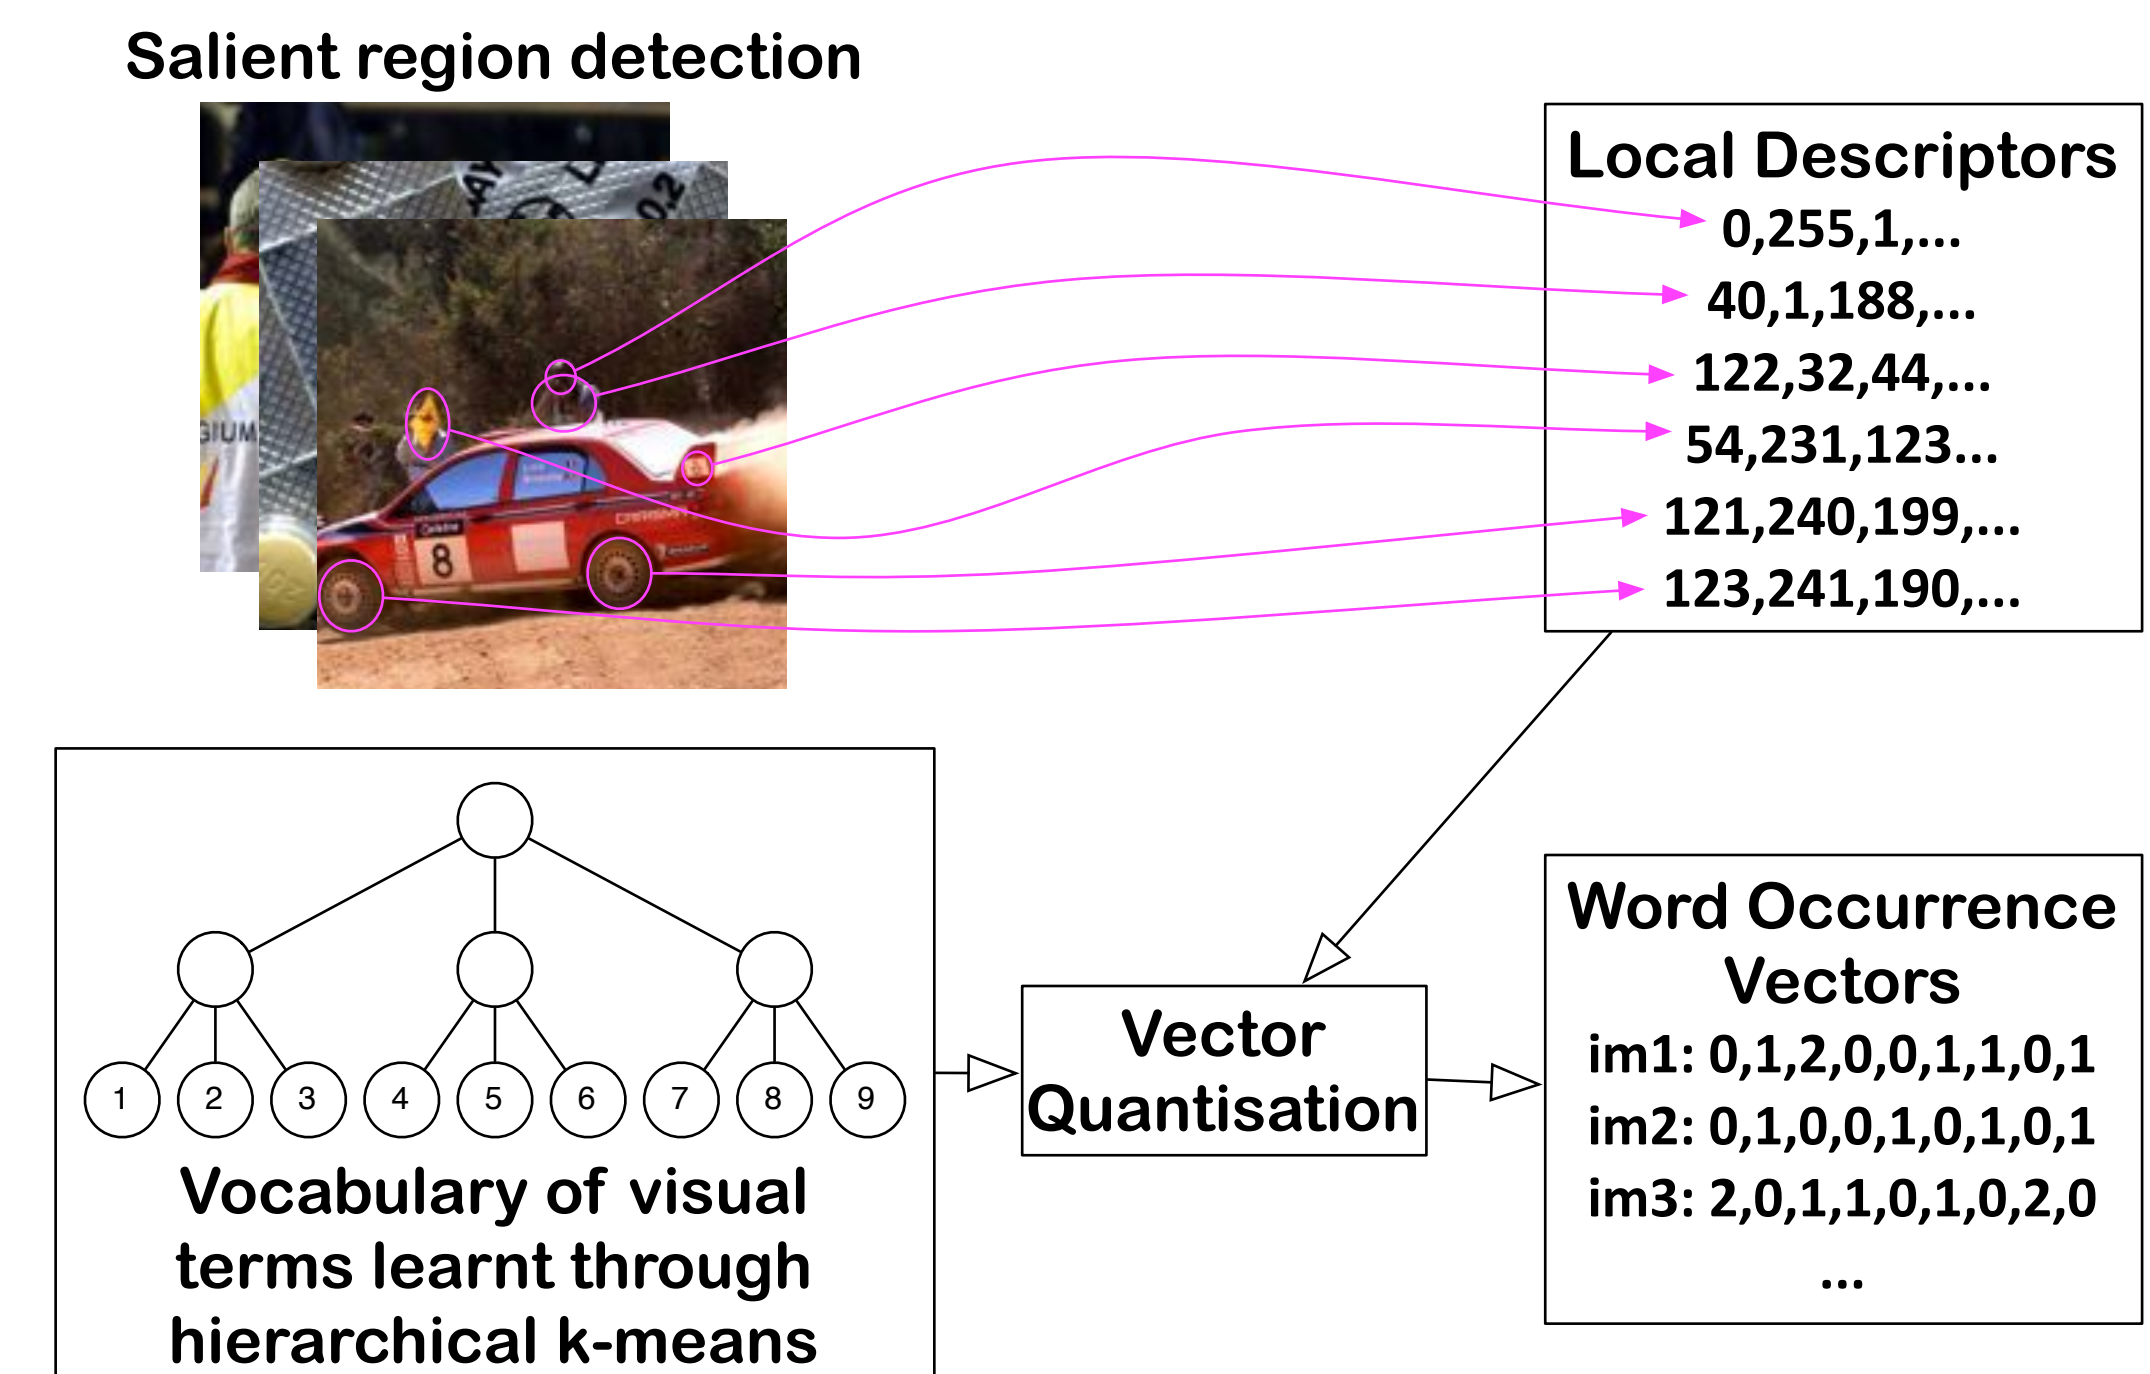 Salient region detection
AY
0.2
GIUM
8
Local Descriptors
0,255,1,...
40,1,188,...
122,32,44,...
54,231,123...
121,240,199,...
123,241,190,...
1 2 3 4 5 6 7 8 9
Vocabulary of visual
terms learnt through
hierarchical k-means
Vector
Quantisation
Word Occurrence
Vectors
im1: 0,1,2,0,0,1,1,0,1
im2: 0,1,0,0,1,0,1,0,1
im3: 2,0,1,1,0,1,0,2,0
...